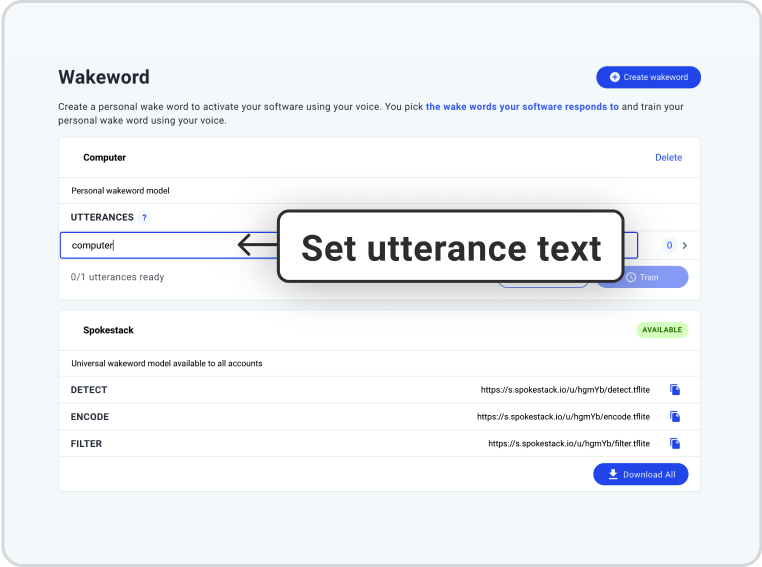 Wakeword
Create wakeword
Create a personal wake word to activate your software using your voice. You pick the wake words your software responds to and train your
personal wake word using your voice.
Computer
Delete
Personal wakeword model
UTTERANCES ?
computer
Set utterance text
0
0/1 utterances ready
Train
Spokestack
AVAILABLE
Universal wakeword model available to all accounts
DETECT
https://s.spokestack.io/u/hgmYb/detect.tflite
ENCODE
https://s.spokestack.io/u/hgmYb/encode.tflite
FILTER
https://s.spokestack.io/u/hgmYb/filter.tflite
Download All